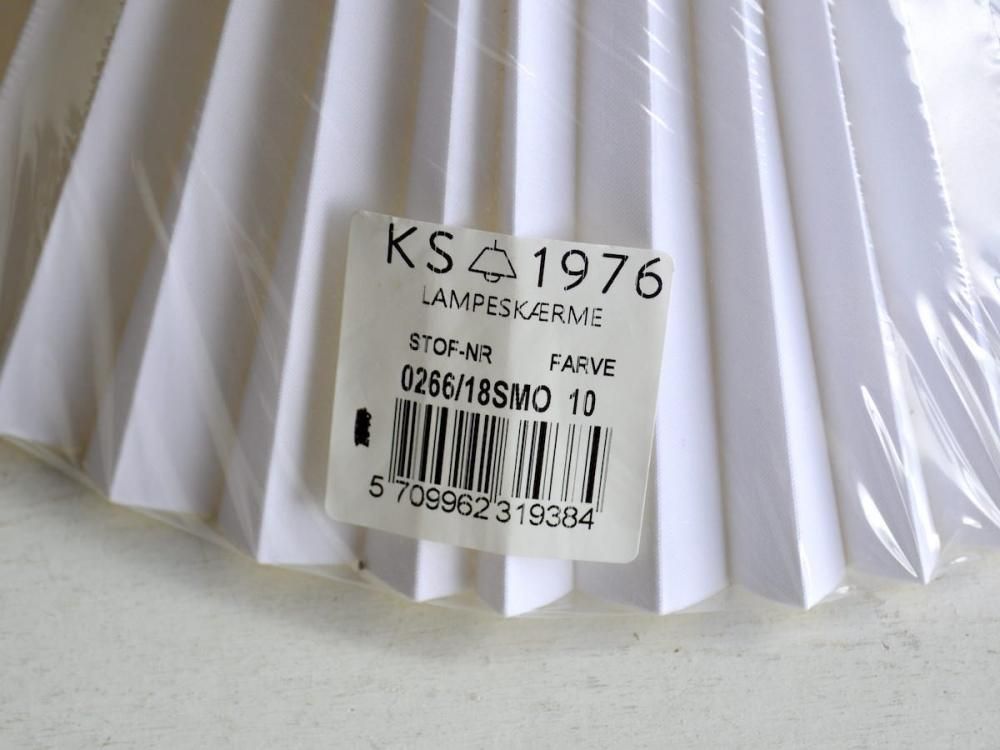 KS 1976
LAMPESKÆRME
STOF-NR FARVE
0266/18SMO 10
5 709962 319384